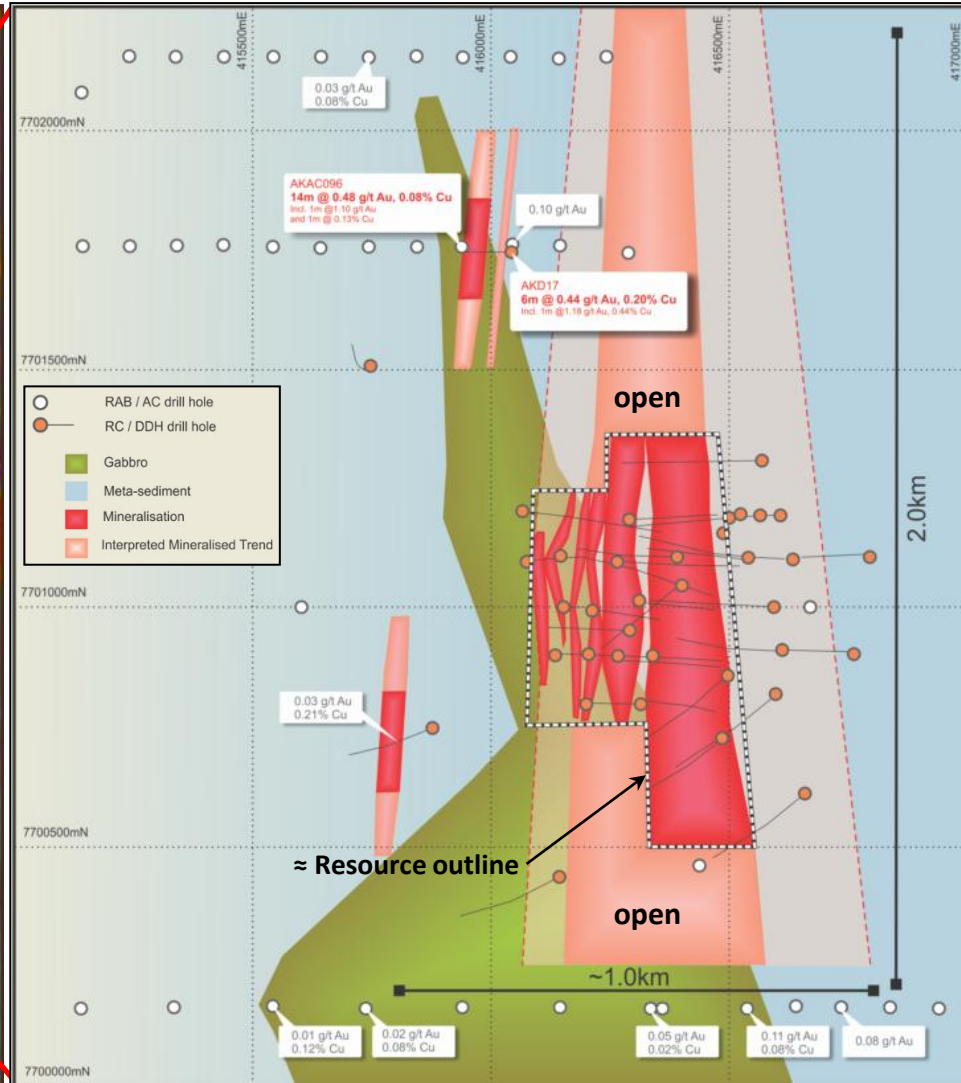 415500mE
416000mE
416500mE
417000mE
0.03 g/t Au
0.08% Cu
7702000mN
AKAC096
14m @ 0.48 g/t Au, 0.08% Cu
Incl. 1m @1.10 g/t Au
and 1m @ 0.13% Cu
0.10 g/t Au
AKD17
6m @ 0.44 g/t Au, 0.20% Cu
Incl. 1m @1.18 g/t Au, 0.44% Cu
7701500mN
open
RAB / AC drill hole
RC / DDH drill hole
Gabbro
Meta-sediment
Mineralisation
Interpreted Mineralised Trend
2.0km
7701000mN
0.03 g/t Au
0.21% Cu
7700500mN
≈ Resource outline
open
~1.0km
0.01 g/t Au
0.12% Cu
0.02 g/t Au
0.08% Cu
0.05 g/t Au
0.02% Cu
0.11 g/t Au
0.08% Cu
0.08 g/t Au
7700000mN